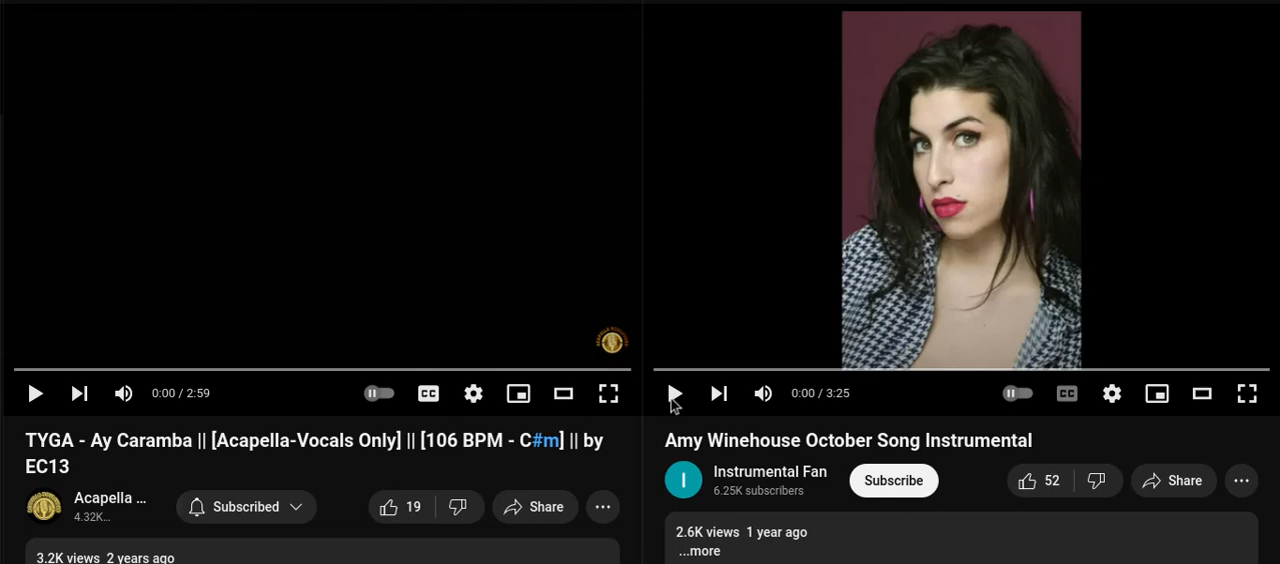 0:00 / 2:59
CC
TYGA - Ay Caramba || [Acapella-Vocals Only] || [106 BPM - C#m] || by
EC13
Acapella ...
4.32K...
Subscribed
19
Share
3.2K views 2 years ago
0:00 / 3:25
CC
Amy Winehouse October Song Instrumental
I
Instrumental Fan
6.25K subscribers
Subscribe
52
Share
2.6K views 1 year ago
...more